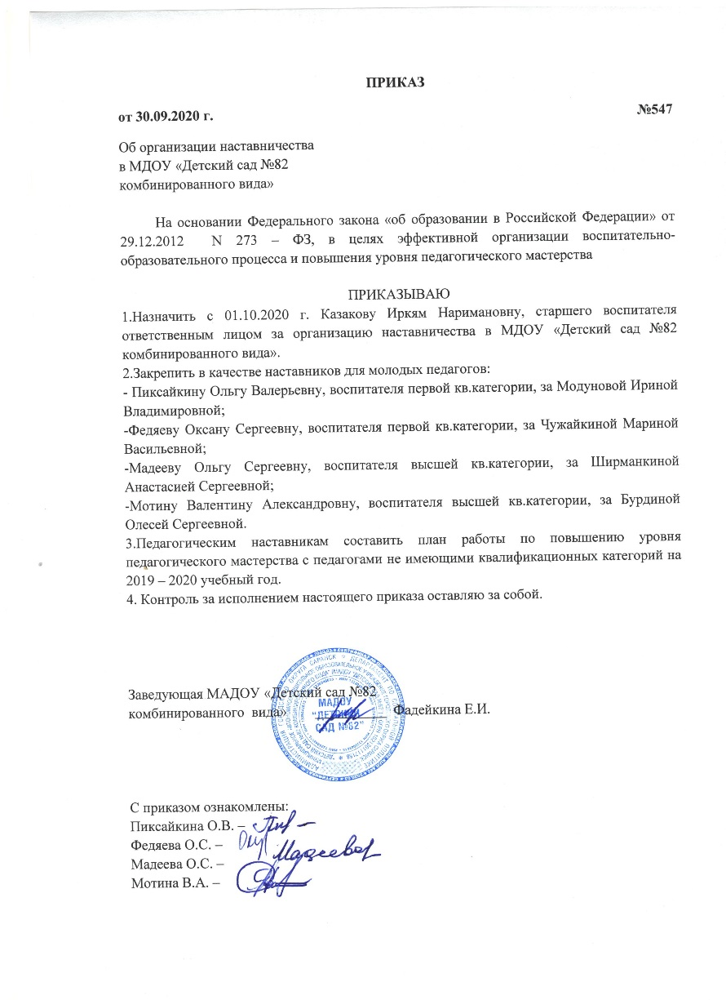 ПРИКАЗ
от 30.09.2020 г. №547
Об организации наставничества
в МДОУ «Детский сад №82
комбинированного вида»
На основании Федерального закона «об образовании в Российской Федерации» от
29.12.2012 N 273 – ФЗ, в целях эффективной организации воспитательно-
образовательного процесса и повышения уровня педагогического мастерства
ПРИКАЗЫВАЮ
1.Назначить с 01.10.2020 г. Казакову Иркям Наримановну, старшего воспитателя
ответственным лицом за организацию наставничества в МДОУ «Детский сад №82
комбинированного вида».
2.Закрепить в качестве наставников для молодых педагогов:
- Пиксайкину Ольгу Валерьевну, воспитателя первой кв.категории, за Модуновой Ириной
Владимировной;
-Федяеву Оксану Сергеевну, воспитателя первой кв.категории, за Чужайкиной Мариной
Васильевной;
-Мадееву Ольгу Сергеевну, воспитателя высшей кв.категории, за Ширманкиной
Анастасией Сергеевной;
-Мотину Валентину Александровну, воспитателя высшей кв.категории, за Бурдиной
Олесей Сергеевной.
3.Педагогическим наставникам составить план работы по повышению уровня
педагогического мастерства с педагогами не имеющими квалификационных категорий на
2019 – 2020 учебный год.
4. Контроль за исполнением настоящего приказа оставляю за собой.
Заведующая МАДОУ «Детский сад №82
комбинированного вида» Фадейкина Е.И.
МАДОУ
"ДЕТСКИЙ
САД №82"
С приказом ознакомлены:
Пиксайкина О.В. –
Федяева О.С. –
Мадеева О.С. – Мадеева
Мотина В.А. –